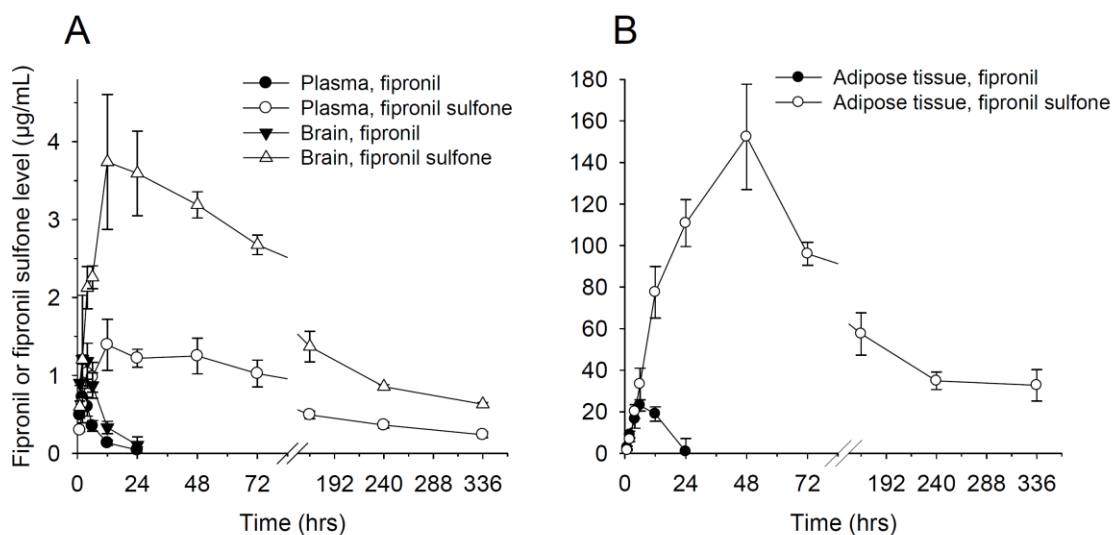 A
B
Plasma, fipronil
Plasma, fipronil sulfone
Brain, fipronil
Brain, fipronil sulfone
Adipose tissue, fipronil
Adipose tissue, fipronil sulfone
Fipronil or fipronil sulfone level (μg/mL)
4
3
2
1
0
0 24 48 72 192 240 288 336
Time (hrs)
180
160
140
120
100
80
60
40
20
0
0 24 48 72 192 240 288 336
Time (hrs)